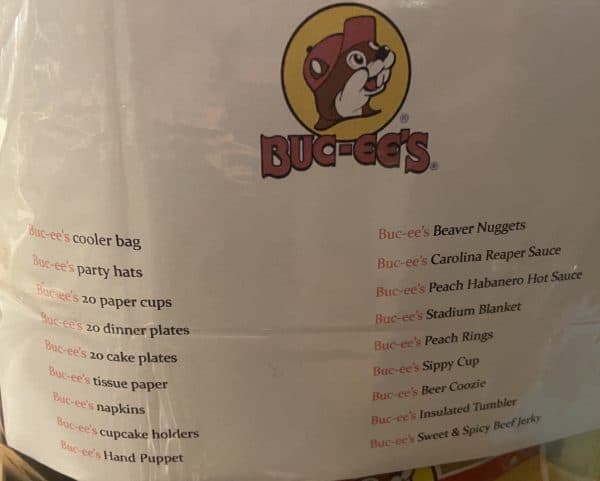 BUC-EE'S
Buc-ee's cooler bag
Buc-ee's party hats
Buc-ee's 20 paper cups
Buc-ee's 20 dinner plates
Buc-ee's 20 cake plates
Buc-ee's tissue paper
Buc-ee's napkins
Buc-ee's cupcake holders
Buc-ee's Hand Puppet
Buc-ee's Beaver Nuggets
Buc-ee's Carolina Reaper Sauce
Buc-ee's Peach Habanero Hot Sauce
Buc-ee's Stadium Blanket
Buc-ee's Peach Rings
Buc-ee's Sippy Cup
Buc-ee's Beer Coozie
Buc-ee's Insulated Tumbler
Buc-ee's Sweet & Spicy Beef Jerky